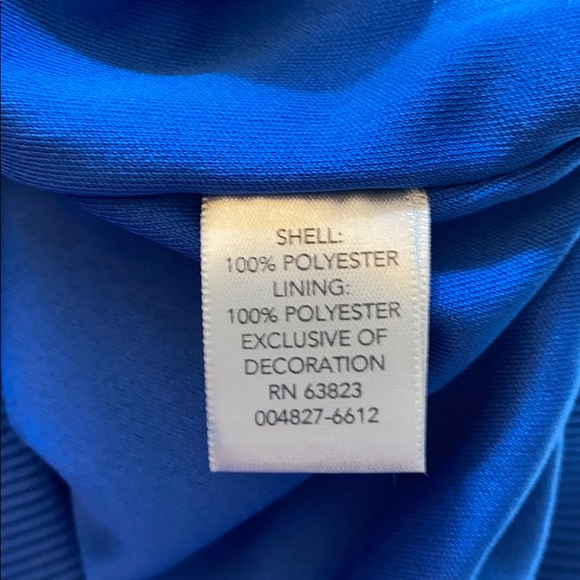 SHELL:
100% POLYESTER
LINING:
100% POLYESTER
EXCLUSIVE OF
DECORATION
RN 63823
004827-6612